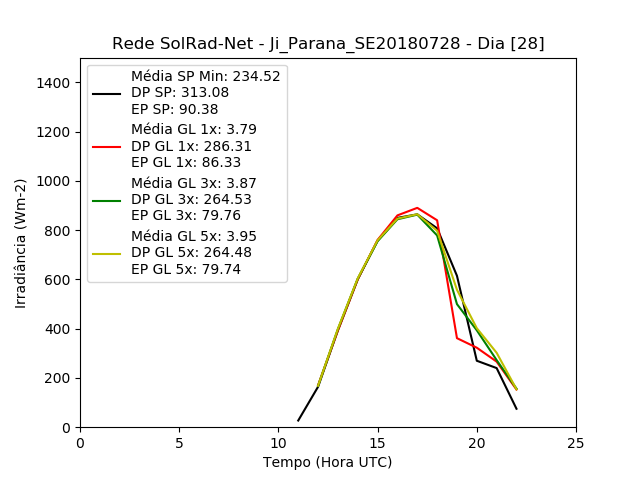 Rede SolRad-Net - Ji_Parana_SE20180728 - Dia [28]
Média SP Min: 234.52
DP SP: 313.08
EP SP: 90.38
Média GL 1x: 3.79
DP GL 1x: 286.31
EP GL 1x: 86.33
Média GL 3x: 3.87
DP GL 3x: 264.53
EP GL 3x: 79.76
Média GL 5x: 3.95
DP GL 5x: 264.48
EP GL 5x: 79.74
Irradiância (Wm-2)
1400
1200
1000
800
600
400
200
0
0 5 10 15 20 25
Tempo (Hora UTC)